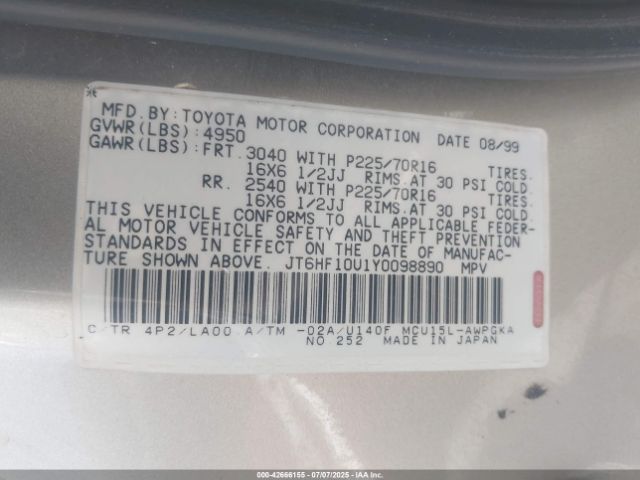 MFD.BY:TOYOTA MOTOR CORPORATION DATE 08/99
GVWR(LBS):4950
GAWR(LBS):FRT. 3040 WITH P225/70R16 TIRES.
16X6 1/2JJ RIMS.AT 30 PSI COLD.
RR. 2540 WITH P225/70R16 TIRES.
16X6 1/2JJ RIMS.AT 30 PSI COLD.
THIS VEHICLE CONFORMS TO ALL APPLICABLE FEDER-
AL MOTOR VEHICLE SAFETY AND THEFT PREVENTION
STANDARDS IN EFFECT ON THE DATE OF MANUFAC-
TURE SHOWN ABOVE. JT6HF10U1Y0098890 MPV
C/TR 4P2/LA00 A/TM -02A/U140F MCU15L-AWPGKA
NO.252 MADE IN JAPAN
000-42666155 - 07/07/2025 - IAAI.COM